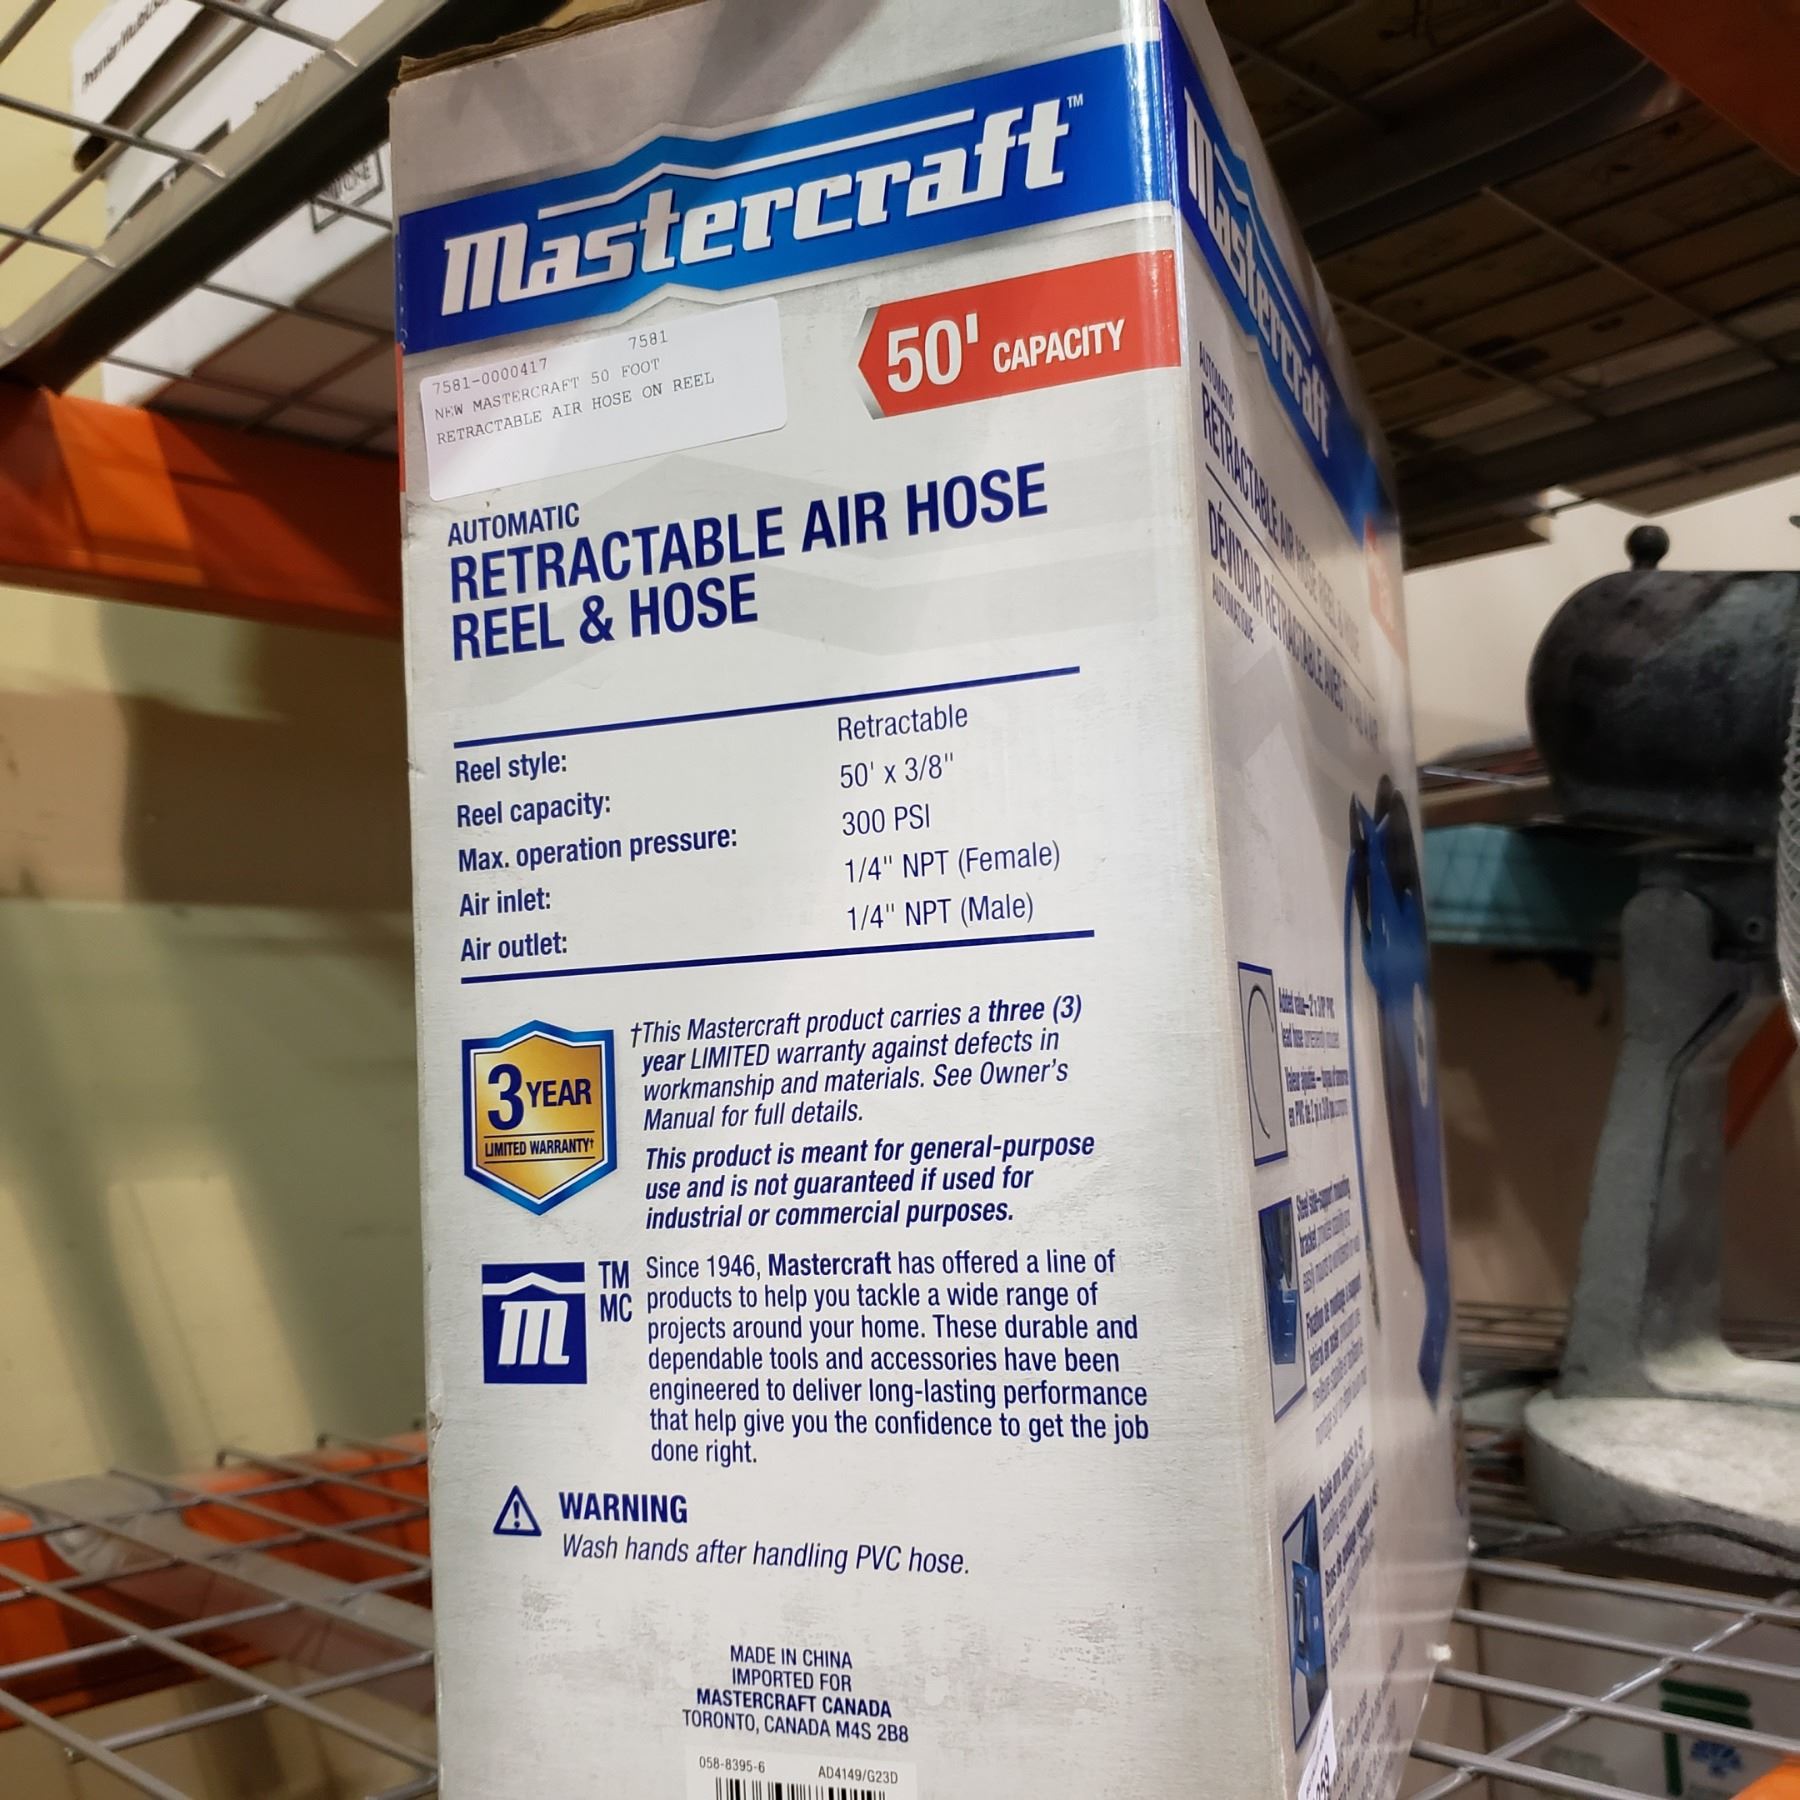 Mastercraft™
7581-0000417 7581
NEW MASTERCRAFT 50 FOOT
RETRACTABLE AIR HOSE ON REEL
50' CAPACITY
AUTOMATIC
RETRACTABLE AIR HOSE
REEL & HOSE
Reel style: Retractable
Reel capacity: 50' x 3/8"
Max. operation pressure: 300 PSI
Air inlet: 1/4" NPT (Female)
Air outlet: 1/4" NPT (Male)
3 YEAR
LIMITED WARRANTY†
†This Mastercraft product carries a three (3)
year LIMITED warranty against defects in
workmanship and materials. See Owner's
Manual for full details.
This product is meant for general-purpose
use and is not guaranteed if used for
industrial or commercial purposes.
m
TM
MC
Since 1946, Mastercraft has offered a line of
products to help you tackle a wide range of
projects around your home. These durable and
dependable tools and accessories have been
engineered to deliver long-lasting performance
that help give you the confidence to get the job
done right.
WARNING
Wash hands after handling PVC hose.
MADE IN CHINA
IMPORTED FOR
MASTERCRAFT CANADA
TORONTO, CANADA M4S 2B8
058-8395-6 AD4149/G23D
Mastercraft
AUTOMATIC
RETRACTABLE AIR HOSE REEL & HOSE
DÉVIDOIR RETRACTABLE AVEC
AUTOMATIQUE